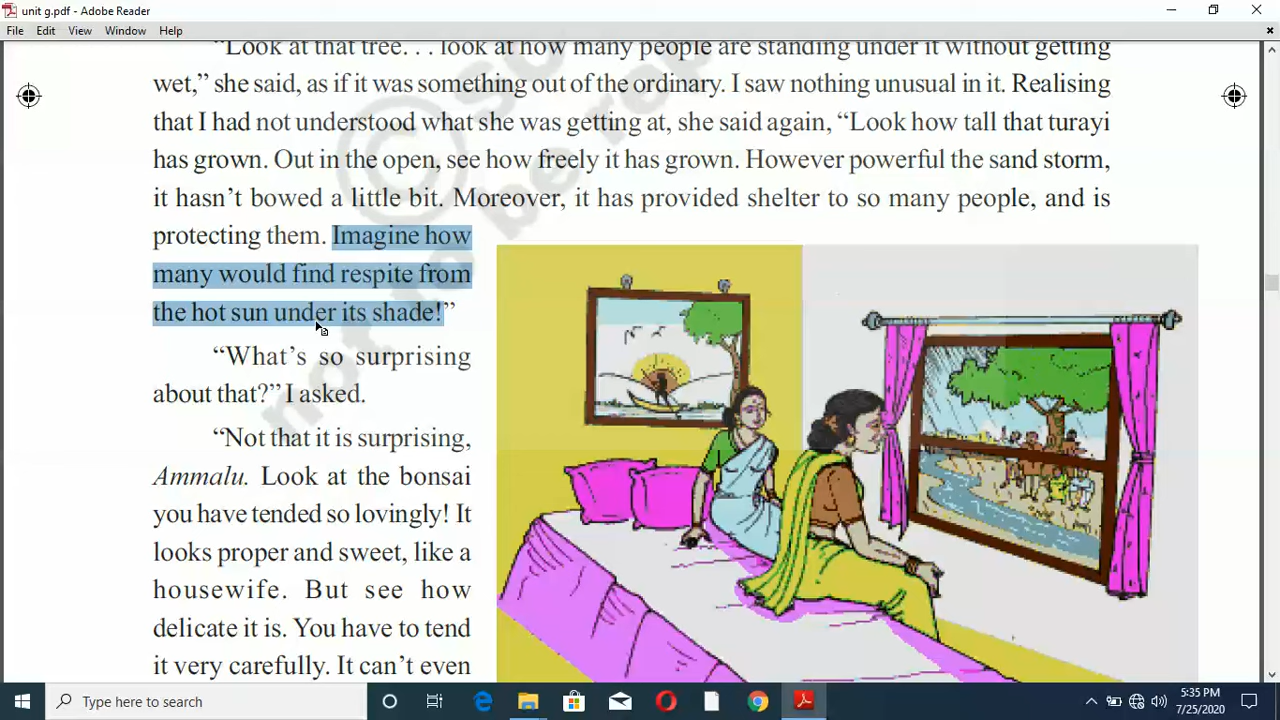 unit g.pdf - Adobe Reader
File Edit View Window Help
“Look at that tree. . . look at how many people are standing under it without getting
wet,” she said, as if it was something out of the ordinary. I saw nothing unusual in it. Realising
that I had not understood what she was getting at, she said again, “Look how tall that turayi
has grown. Out in the open, see how freely it has grown. However powerful the sand storm,
it hasn’t bowed a little bit. Moreover, it has provided shelter to so many people, and is
protecting them. Imagine how
many would find respite from
the hot sun under its shade!”
“What’s so surprising
about that?” I asked.
“Not that it is surprising,
Ammalu. Look at the bonsai
you have tended so lovingly! It
looks proper and sweet, like a
housewife. But see how
delicate it is. You have to tend
it very carefully. It can’t even
Type here to search
5:35 PM
7/25/2020